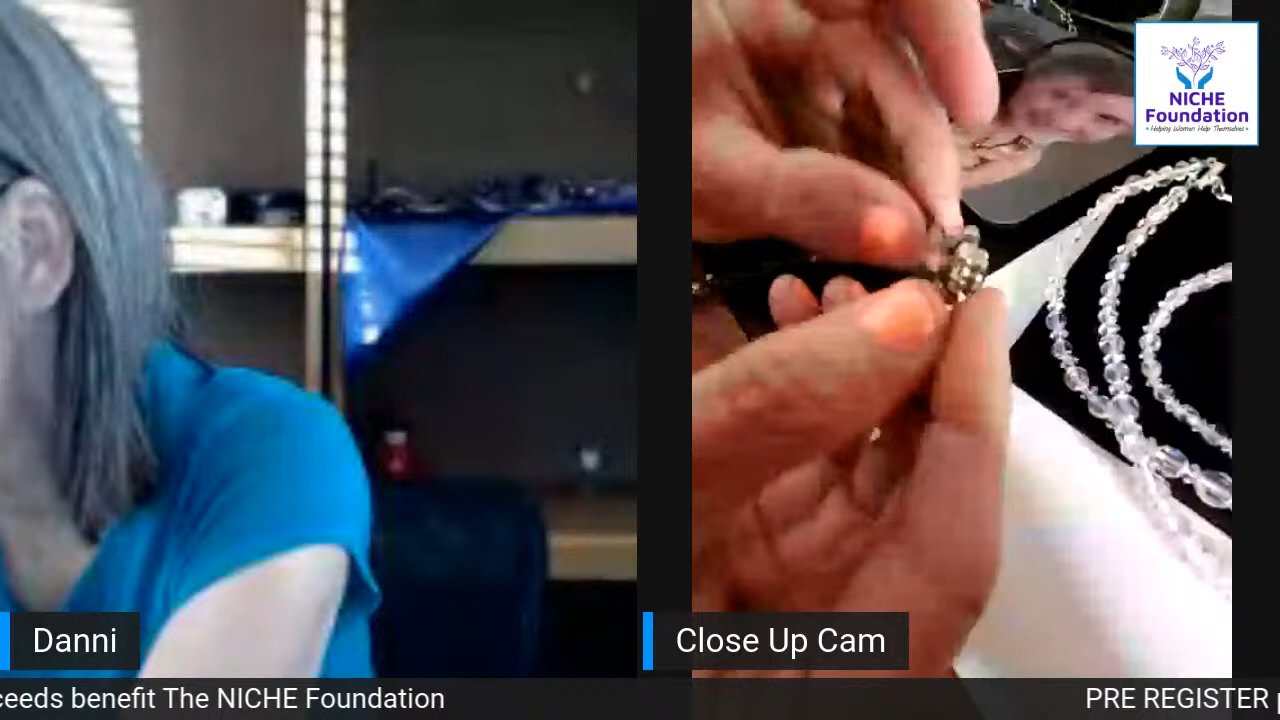 NICHE
Foundation
• Helping Women Help Themselves •
Danni
Close Up Cam
ceeds benefit The NICHE Foundation
PRE REGISTER